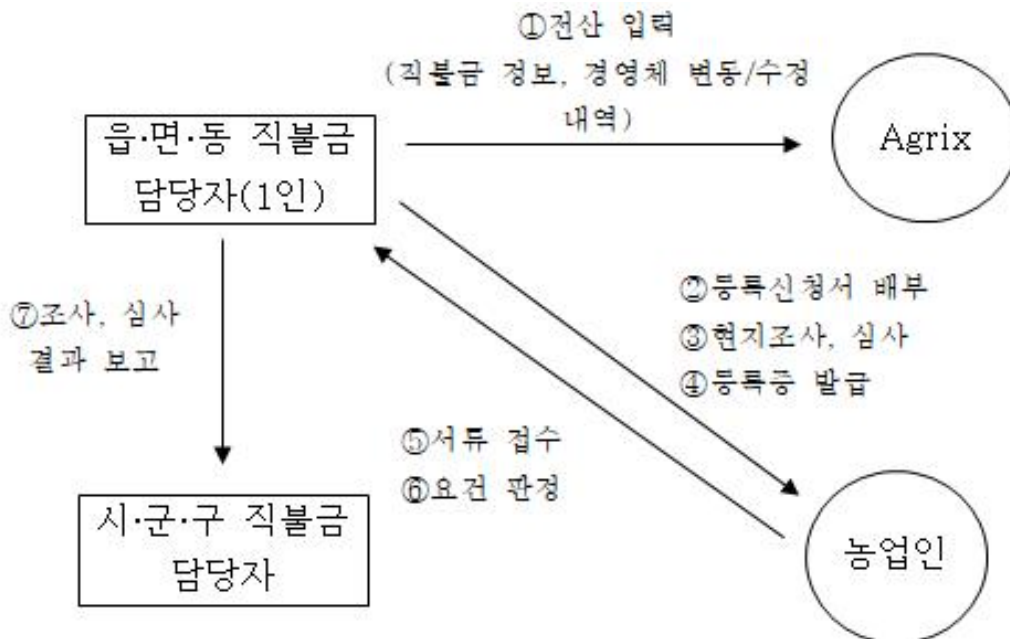 ①전산 입력
(직불금 정보, 경영체 변동/수정
내역)
읍·면·동 직불금
담당자(1인)
Agrix
②등록신청서 배부
③현지조사, 심사
④등록증 발급
⑦조사, 심사
결과 보고
⑤서류 접수
⑥요건 판정
시·군·구 직불금
담당자
농업인